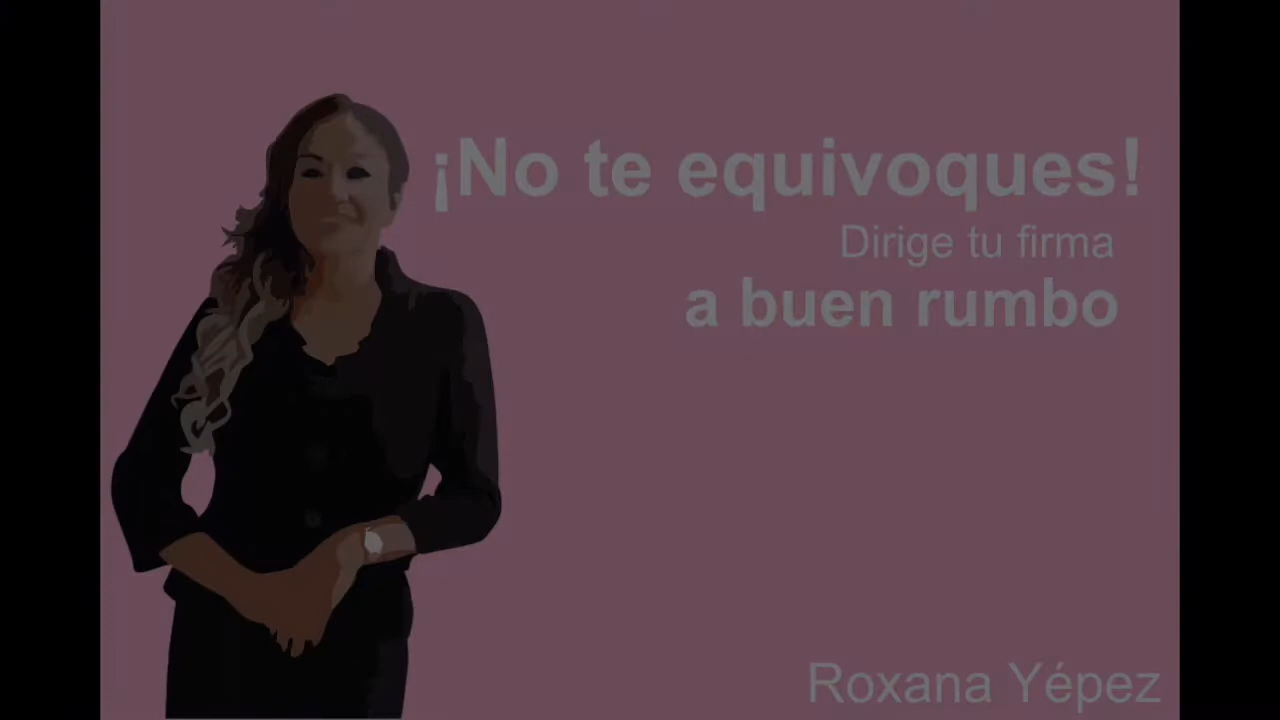 ¡No te equivoques!
Dirige tu firma
a buen rumbo
Roxana Yépez